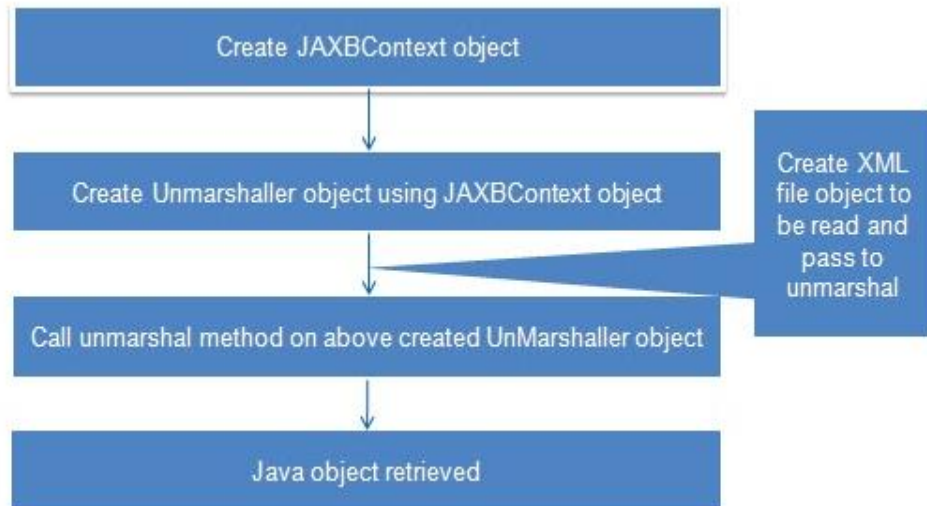 Create JAXBContext object
Create Unmarshaller object using JAXBContext object
Create XML
file object to
be read and
pass to
unmarshal
Call unmarshal method on above created UnMarshaller object
Java object retrieved